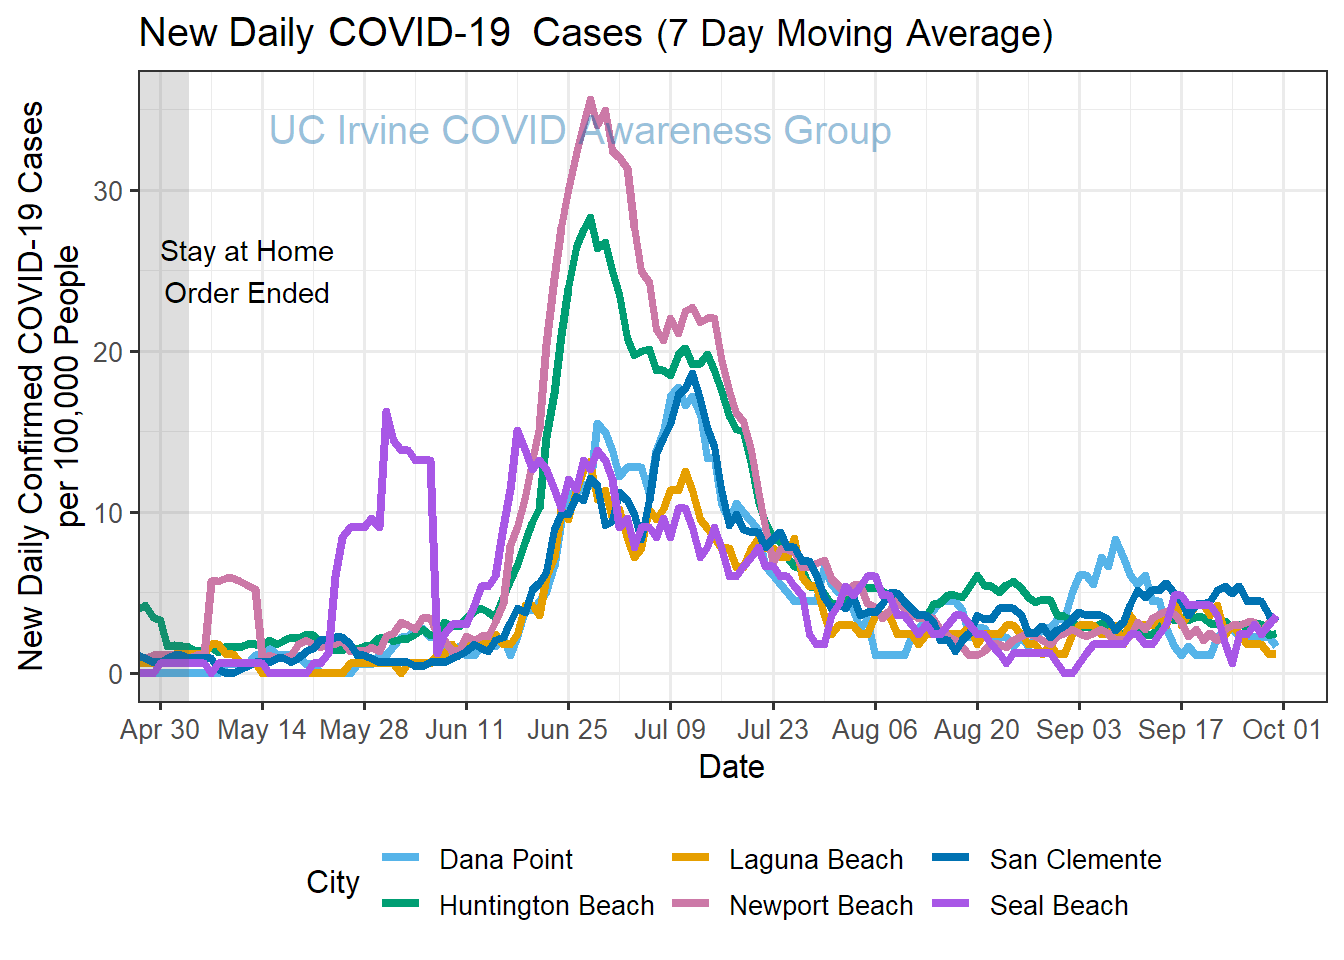 New Daily COVID-19 Cases (7 Day Moving Average)
UC Irvine COVID Awareness Group
New Daily Confirmed COVID-19 Cases
per 100,000 People
30
20
10
0
Stay at Home
Order Ended
Apr 30 May 14 May 28 Jun 11 Jun 25 Jul 09 Jul 23 Aug 06 Aug 20 Sep 03 Sep 17 Oct 01
Date
City
Dana Point Laguna Beach San Clemente
Huntington Beach Newport Beach Seal Beach